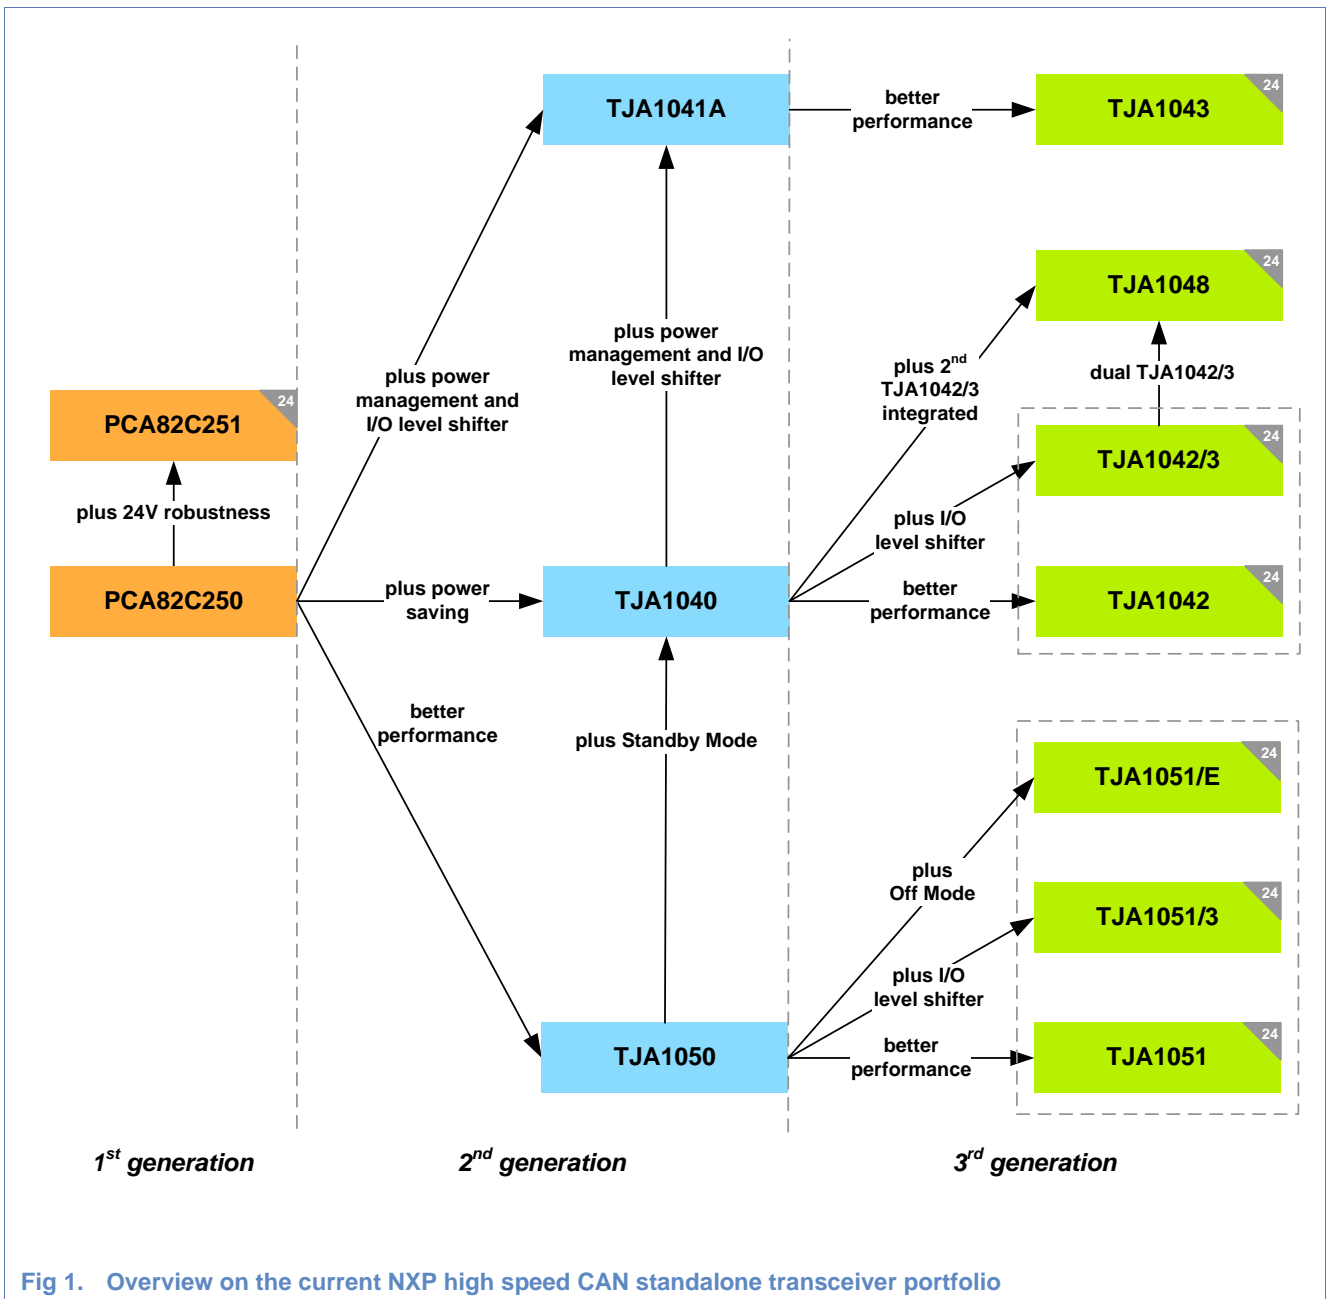 TJA1041A
better
performance
TJA1043
24
TJA1048
24
plus power
management and I/O
level shifter
plus 2nd
TJA1042/3
integrated
dual TJA1042/3
plus power
management and
I/O level shifter
PCA82C251
24
TJA1042/3
24
plus 24V robustness
plus I/O
level shifter
PCA82C250
plus power
saving
TJA1040
better
performance
TJA1042
24
better
performance
plus Standby Mode
TJA1051/E
24
plus
Off Mode
TJA1051/3
24
plus I/O
level shifter
TJA1050
better
performance
TJA1051
24
1st generation
2nd generation
3rd generation
Fig 1. Overview on the current NXP high speed CAN standalone transceiver portfolio